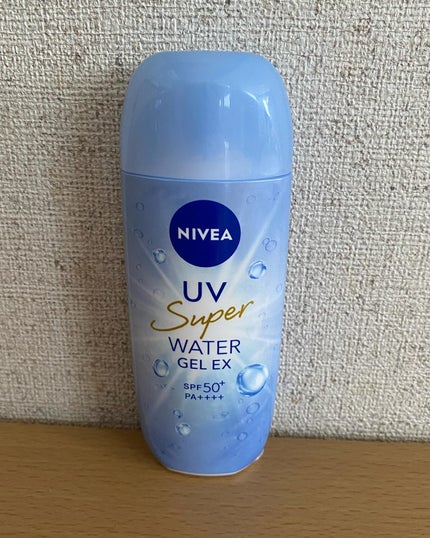 NIVEA
UV
Super
WATER
GEL EX
SPF50+
PA++++